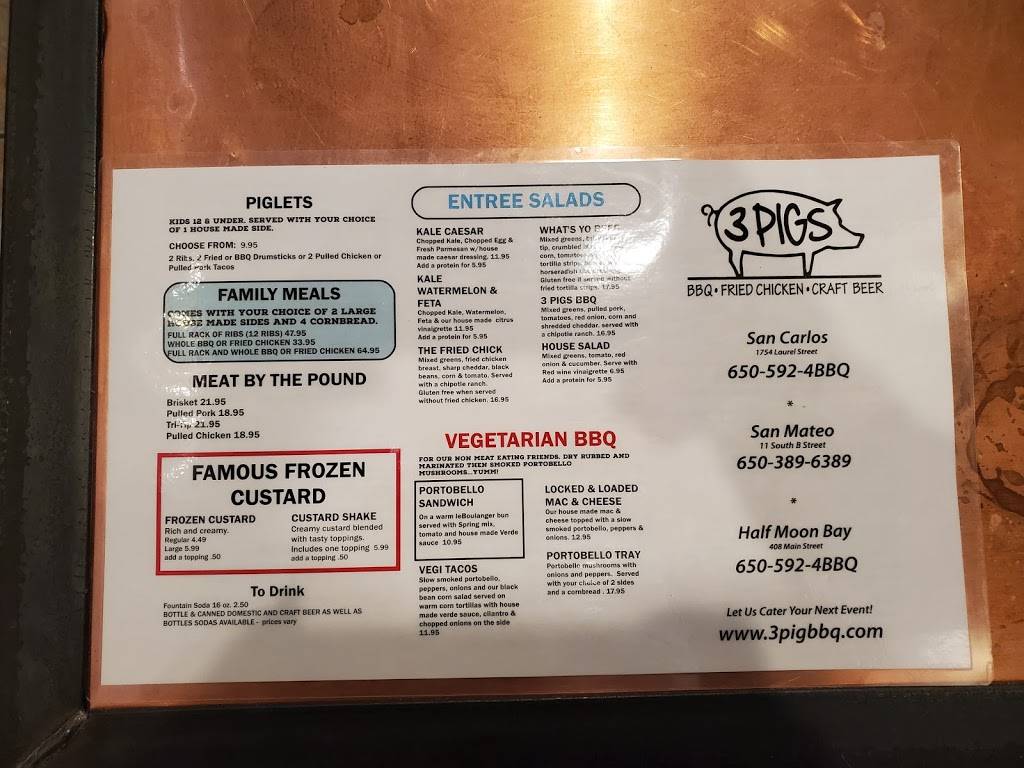 PIGLETS
KIDS 12 & UNDER. SERVED WITH YOUR CHOICE
OF 1 HOUSE MADE SIDE.
CHOOSE FROM: 9.95
2 Ribs, 2 Fried or BBQ Drumsticks or 2 Pulled Chicken or
Pulled Pork Tacos
FAMILY MEALS
COMES WITH YOUR CHOICE OF 2 LARGE
HOUSE MADE SIDES AND 4 CORNBREAD.
FULL RACK OF RIBS (12 RIBS) 47.95
WHOLE BBQ OR FRIED CHICKEN 33.95
FULL RACK AND WHOLE BBQ OR FRIED CHICKEN 64.95
MEAT BY THE POUND
Brisket 21.95
Pulled Pork 18.95
Tri-tip 21.95
Pulled Chicken 18.95
FAMOUS FROZEN
CUSTARD
FROZEN CUSTARD
Rich and creamy.
Regular 4.49
Large 5.99
add a topping .50
CUSTARD SHAKE
Creamy custard blended
with tasty toppings.
Includes one topping 5.99
add a topping .50
To Drink
Fountain Soda 16 oz. 2.50
BOTTLE & CANNED DOMESTIC AND CRAFT BEER AS WELL AS
BOTTLES SODAS AVAILABLE - prices vary
ENTREE SALADS
KALE CAESAR
Chopped Kale, Chopped Egg &
Fresh Parmesan w/house
made caesar dressing. 11.95
Add a protein for 5.95
KALE
WATERMELON &
FETA
Chopped Kale, Watermelon,
Feta & our house made citrus
vinaigrette 11.95
Add a protein for 5.95
THE FRIED CHICK
Mixed greens, fried chicken
breast, sharp cheddar, black
beans, corn & tomato. Served
with a chipotle ranch.
Gluten free when served
without fried chicken. 16.95
WHAT'S YO BEEF
Mixed greens,
tip, crumbled
corn, tomatoes
tortilla strips
horseradish
Gluten free if served without
fried tortilla strips. 17.95
3 PIGS BBQ
Mixed greens, pulled pork,
tomatoes, red onion, corn and
shredded cheddar. served with
a chipotle ranch. 16.95
HOUSE SALAD
Mixed greens, tomato, red
onion & cucumber. Serve with
Red wine vinaigrette 6.95
Add a protein for 5.95
VEGETARIAN BBQ
FOR OUR NON MEAT EATING FRIENDS. DRY RUBBED AND
MARINATED THEN SMOKED PORTOBELLO
MUSHROOMS...YUMM!
PORTOBELLO
SANDWICH
On a warm leBoulanger bun
served with Spring mix,
tomato and house made Verde
sauce 10.95
VEGI TACOS
Slow smoked portobello,
peppers, onions and our black
bean corn salad served on
warm corn tortillas with house
made verde sauce, cilantro &
chopped onions on the side
11.95
LOCKED & LOADED
MAC & CHEESE
Our house made mac &
cheese topped with a slow
smoked portobello, peppers &
onions. 12.95
PORTOBELLO TRAY
Portobello mushrooms with
onions and peppers. Served
with your choice of 2 sides
and a cornbread . 17.95
3 PIGS
BBQ • FRIED CHICKEN • CRAFT BEER
San Carlos
1754 Laurel Street
650-592-4BBQ
*
San Mateo
11 South B Street
650-389-6389
*
Half Moon Bay
408 Main Street
650-592-4BBQ
Let Us Cater Your Next Event!
www.3pigbbq.com